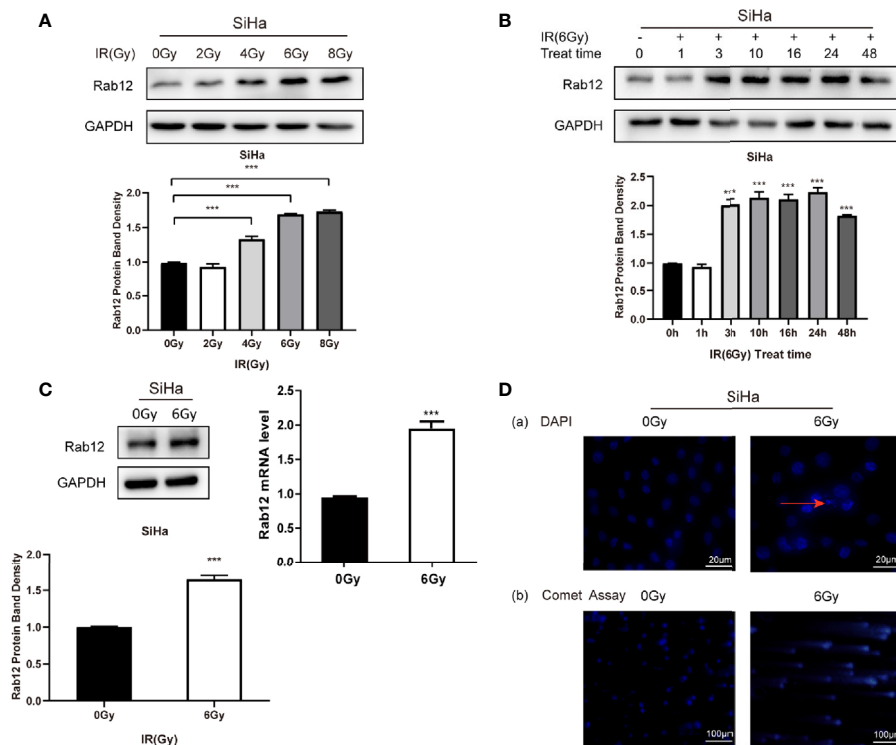 A
SiHa
IR(Gy) 0Gy 2Gy 4Gy 6Gy 8Gy
Rab12
GAPDH
SiHa
***
***
***
Rab12 Protein Band Density
2.0
1.5
1.0
0.5
0.0
0Gy 2Gy 4Gy 6Gy 8Gy
IR(Gy)
B
SiHa
IR(6Gy) - + + + + + +
Treat time 0 1 3 10 16 24 48
Rab12
GAPDH
SiHa
*** *** *** *** ***
Rab12 Protein Band Density
2.5
2.0
1.5
1.0
0.5
0.0
0h 1h 3h 10h 16h 24h 48h
IR(6Gy) Treat time
C
SiHa
0Gy 6Gy
Rab12
GAPDH
SiHa
***
Rab12 Protein Band Density
2.0
1.5
1.0
0.5
0.0
0Gy 6Gy
IR(Gy)
***
Rab12 mRNA level
2.5
2.0
1.5
1.0
0.5
0.0
0Gy 6Gy
D
SiHa
(a) DAPI 0Gy 6Gy
20μm 20μm
(b) Comet Assay 0Gy 6Gy
100μm 100μm